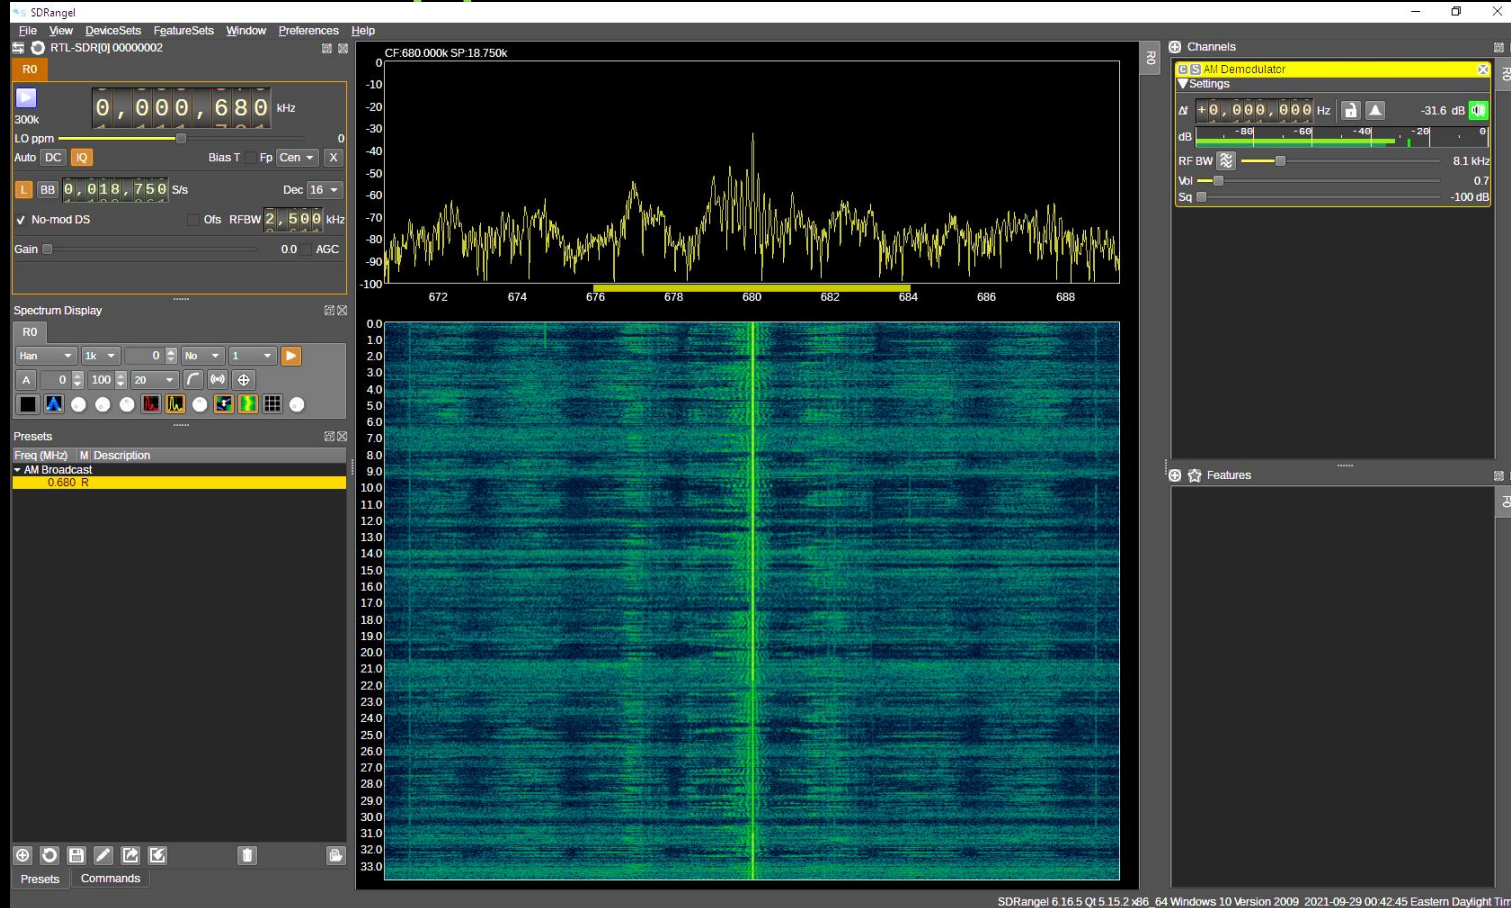 SDRangel
File View DeviceSets FeatureSets Window Preferences Help
RTL-SDR[0] 00000002
R0
0,000,680 kHz
300k
LO ppm 0
Auto DC IQ Bias T Fp Cen X
L BB 0,018,750 S/s Dec 16
No-mod DS Ofs RFBW 2,500 kHz
Gain 0.0 AGC
Spectrum Display
R0
Han 1k 0 No 1
A 0 100 20
Presets
Freq (MHz) M Description
AM Broadcast
0.680 R
Presets Commands
CF:680.000k SP:18.750k
0
-10
-20
-30
-40
-50
-60
-70
-80
-90
-100
672 674 676 678 680 682 684 686 688
0.0
1.0
2.0
3.0
4.0
5.0
6.0
7.0
8.0
9.0
10.0
11.0
12.0
13.0
14.0
15.0
16.0
17.0
18.0
19.0
20.0
21.0
22.0
23.0
24.0
25.0
26.0
27.0
28.0
29.0
30.0
31.0
32.0
33.0
R0
Channels
R0
C S AM Demodulator
Settings
Δf +0,000,000 Hz -31.6 dB
dB -80 -60 -40 -20 0
RF BW 8.1 kHz
Vol 0.7
Sq -100 dB
Features
F0
SDRangel 6.16.5 Qt 5.15.2 x86_64 Windows 10 Version 2009 2021-09-29 00:42:45 Eastern Daylight Tim